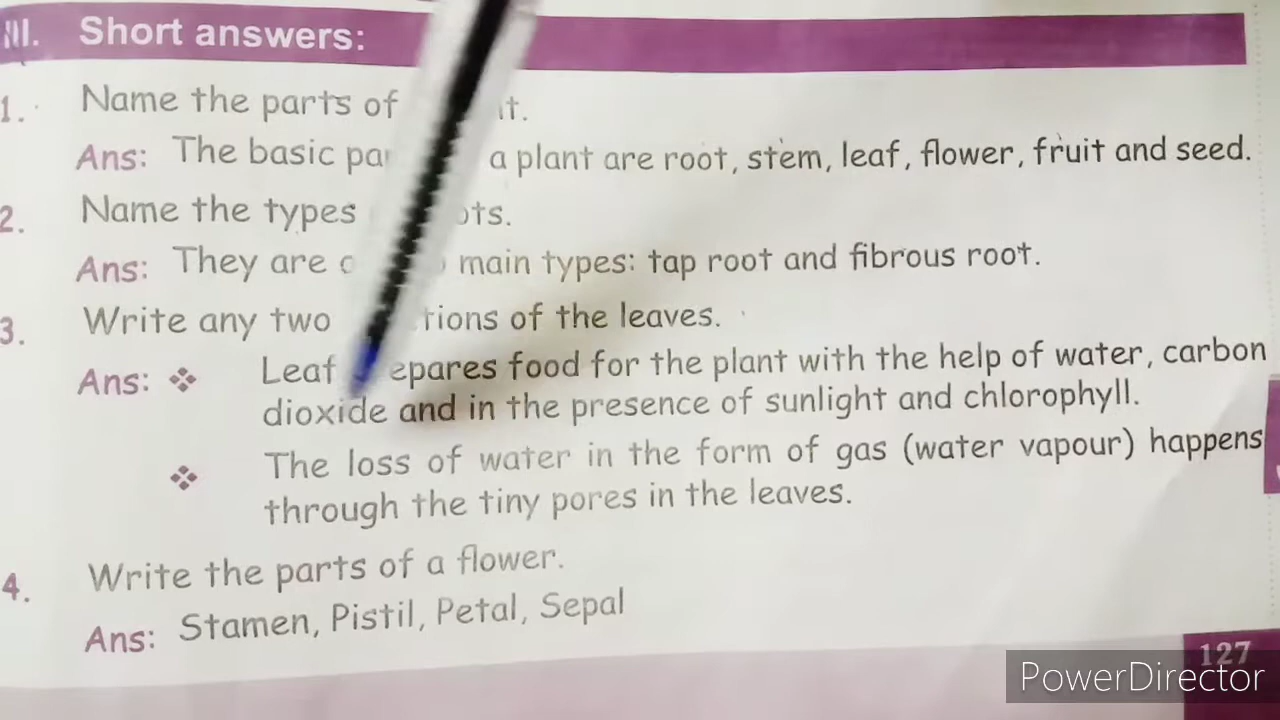 III. Short answers:
1. Name the parts of
Ans: The basic a plant are root, stem, leaf, flower, fruit and seed.
2. Name the types
Ans: They are main types: tap root and fibrous root.
3. Write any two of the leaves.
Ans: ❖ Leaf food for the plant with the help of water, carbon
dioxide and in the presence of sunlight and chlorophyll.
❖ The loss of water in the form of gas (water vapour) happens
through the tiny pores in the leaves.
4. Write the parts of a flower.
Ans: Stamen, Pistil, Petal, Sepal
127
PowerDirector